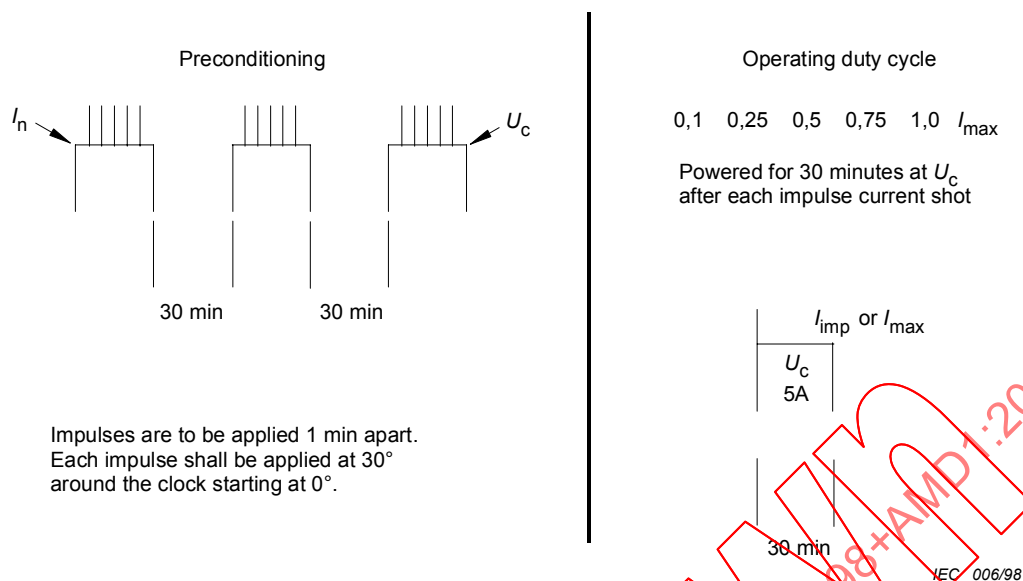 Preconditioning
In
Uc
30 min
30 min
Impulses are to be applied 1 min apart.
Each impulse shall be applied at 30°
around the clock starting at 0°.
Operating duty cycle
0,1 0,25 0,5 0,75 1,0 Imax
Powered for 30 minutes at Uc
after each impulse current shot
Iimp or Imax
Uc
5A
30 min
98+AMD1:20
IEC 006/98